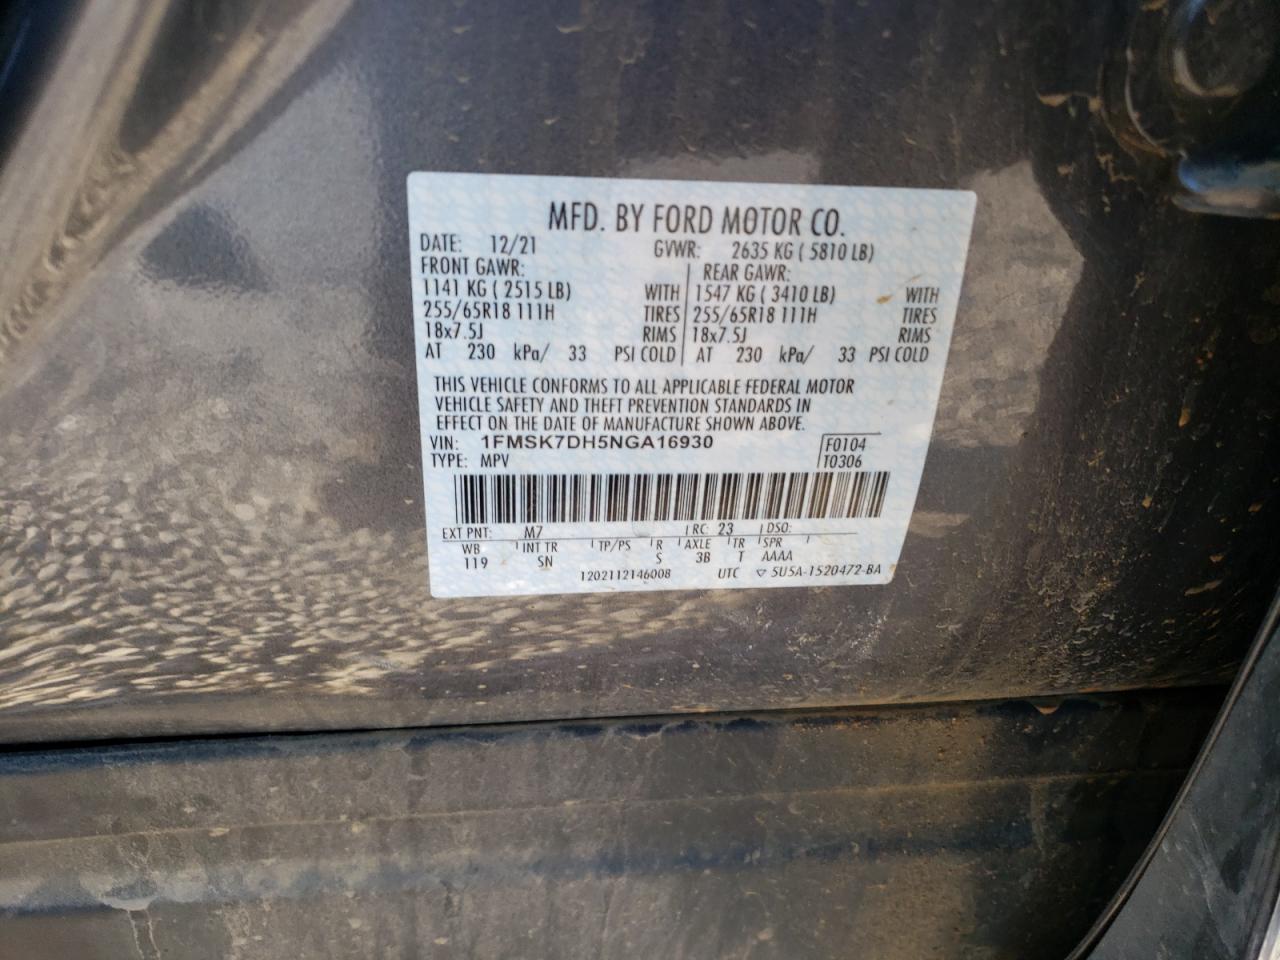 MFD. BY FORD MOTOR CO.
DATE: 12/21 GVWR: 2635 KG ( 5810 LB)
FRONT GAWR: REAR GAWR:
1141 KG ( 2515 LB) WITH 1547 KG ( 3410 LB) WITH
255/65R18 111H TIRES 255/65R18 111H TIRES
18x7.5J RIMS 18x7.5J RIMS
AT 230 kPa/ 33 PSI COLD AT 230 kPa/ 33 PSI COLD
THIS VEHICLE CONFORMS TO ALL APPLICABLE FEDERAL MOTOR
VEHICLE SAFETY AND THEFT PREVENTION STANDARDS IN
EFFECT ON THE DATE OF MANUFACTURE SHOWN ABOVE.
VIN: 1FMSK7DH5NGA16930 F0104
TYPE: MPV T0306
EXT PNT: M7 RC: 23 DSO:
WB INT TR TP/PS R AXLE TR SPR
119 SN S 3B T AAAA
1202112146008 UTC ▽ 5U5A-1520472-BA